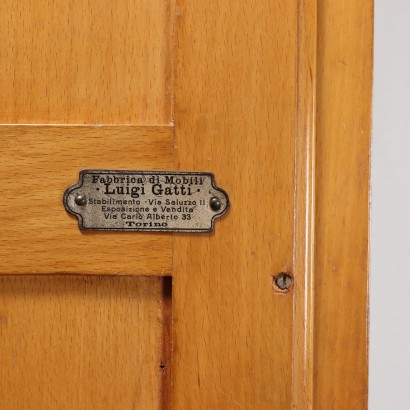 Fabbrica di Mobili
· Luigi Gatti ·
Stabilimento · Via Saluzzo 11
Esposizione e Vendita
Via Carlo Alberto 33
Torino